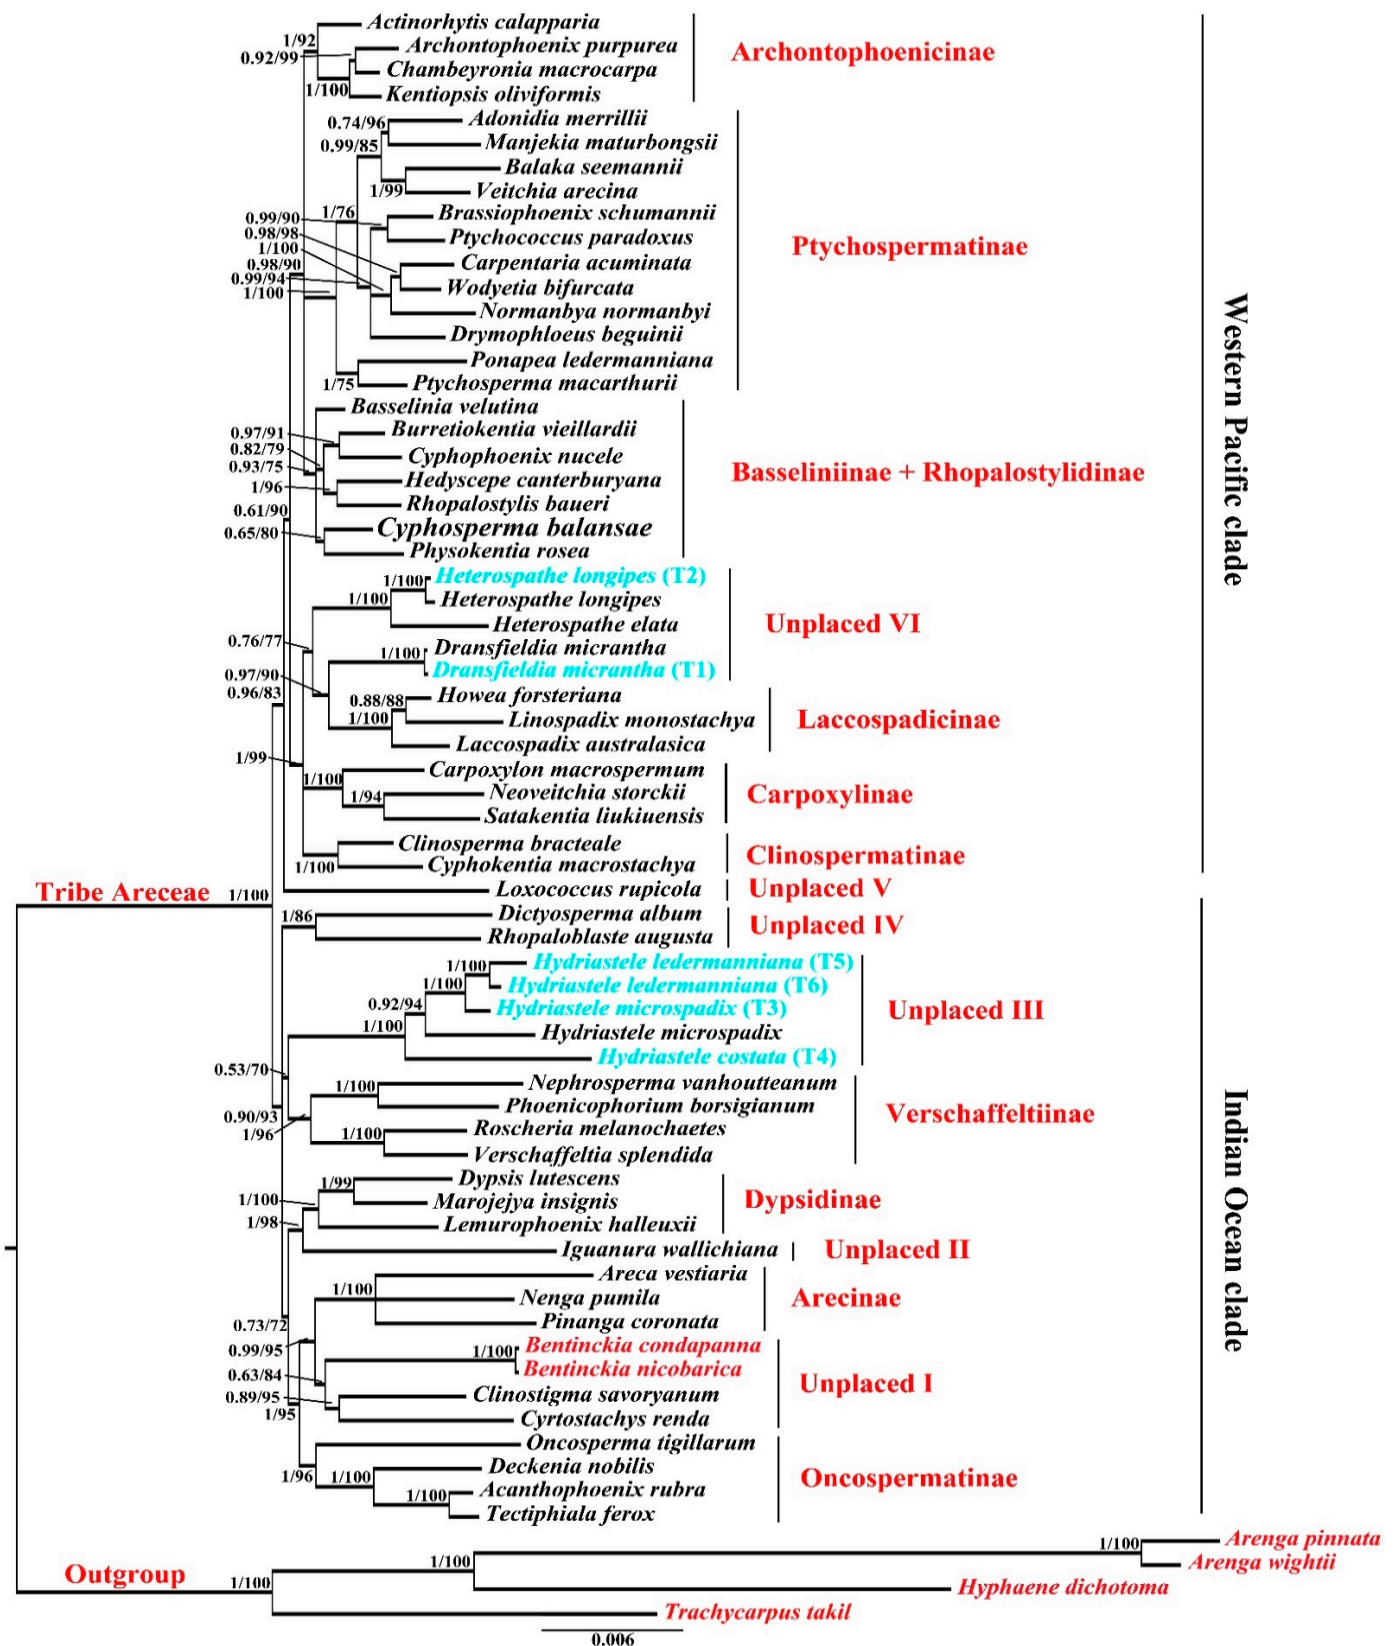 Actinorhytis calapparia
1/92
Archontophoenix purpurea
0.92/99
Archontophoenicinae
Chambeyronia macrocarpa
1/100
Kentiopsis oliviformis
Adonidia merrillii
0.74/96
Manjekia maturbongsii
0.99/85
Balaka seemannii
1/99
Veitchia arecina
1/76
Brassiophoenix schumannii
0.99/90
0.98/98
Ptychococcus paradoxus
Ptychospermatinae
1/100
0.98/90
Carpentaria acuminata
0.99/94
1/100
Wodyetia bifurcata
Normanbya normanbyi
Drymophloeus beguinii
Ponapea ledermanniana
1/75
Ptychosperma macarthurii
Western Pacific clade
Basselinia velutina
0.97/91
Burretiokentia vieillardii
0.82/79
Cyphophoenix nucele
0.93/75
Basseliniinae + Rhopalostylidinae
1/96
Hedyscepe canterburyana
0.61/90
Rhopalostylis baueri
0.65/80
Cyphosperma balansae
Physokentia rosea
1/100
Heterospathe longipes (T2)
1/100
Heterospathe longipes
Heterospathe elata
Unplaced VI
0.76/77
1/100
Dransfieldia micrantha
0.97/90
Dransfieldia micrantha (T1)
0.96/83
0.88/88
Howea forsteriana
1/100
Linospadix monostachya
Laccospadicinae
Laccospadix australasica
1/99
1/100
Carpoxylon macrospermum
1/94
Neoveitchia storckii
Carpoxylinae
Satakentia liukiuensis
Clinosperma bracteale
1/100
Cyphokentia macrostachya
Clinospermatinae
Tribe Areceae
1/100
Loxococcus rupicola
Unplaced V
1/86
Dictyosperma album
Unplaced IV
Rhopaloblaste augusta
1/100
Hydriastele ledermanniana (T5)
1/100
Hydriastele ledermanniana (T6)
0.92/94
Hydriastele microspadix (T3)
Unplaced III
1/100
Hydriastele microspadix
Hydriastele costata (T4)
0.53/70
1/100
Nephrosperma vanhoutteanum
Phoenicophorium borsigianum
Verschaffeltiinae
0.90/93
1/96
1/100
Roscheria melanochaetes
Verschaffeltia splendida
Indian Ocean clade
1/99
Dypsis lutescens
1/100
Marojejya insignis
Dypsidinae
1/98
Lemurophoenix halleuxii
Iguanura wallichiana
Unplaced II
Areca vestiaria
1/100
Nenga pumila
Arecinae
0.73/72
Pinanga coronata
0.99/95
1/100
Bentinckia condapanna
0.63/84
Bentinckia nicobarica
Unplaced I
0.89/95
Clinostigma savoryanum
1/95
Cyrtostachys renda
Oncosperma tigillarum
1/96
1/100
Deckenia nobilis
Oncospermatinae
1/100
Acanthophoenix rubra
Tectiphiala ferox
1/100
Arenga pinnata
1/100
Arenga wightii
Outgroup
1/100
Hyphaene dichotoma
Trachycarpus takil
0.006